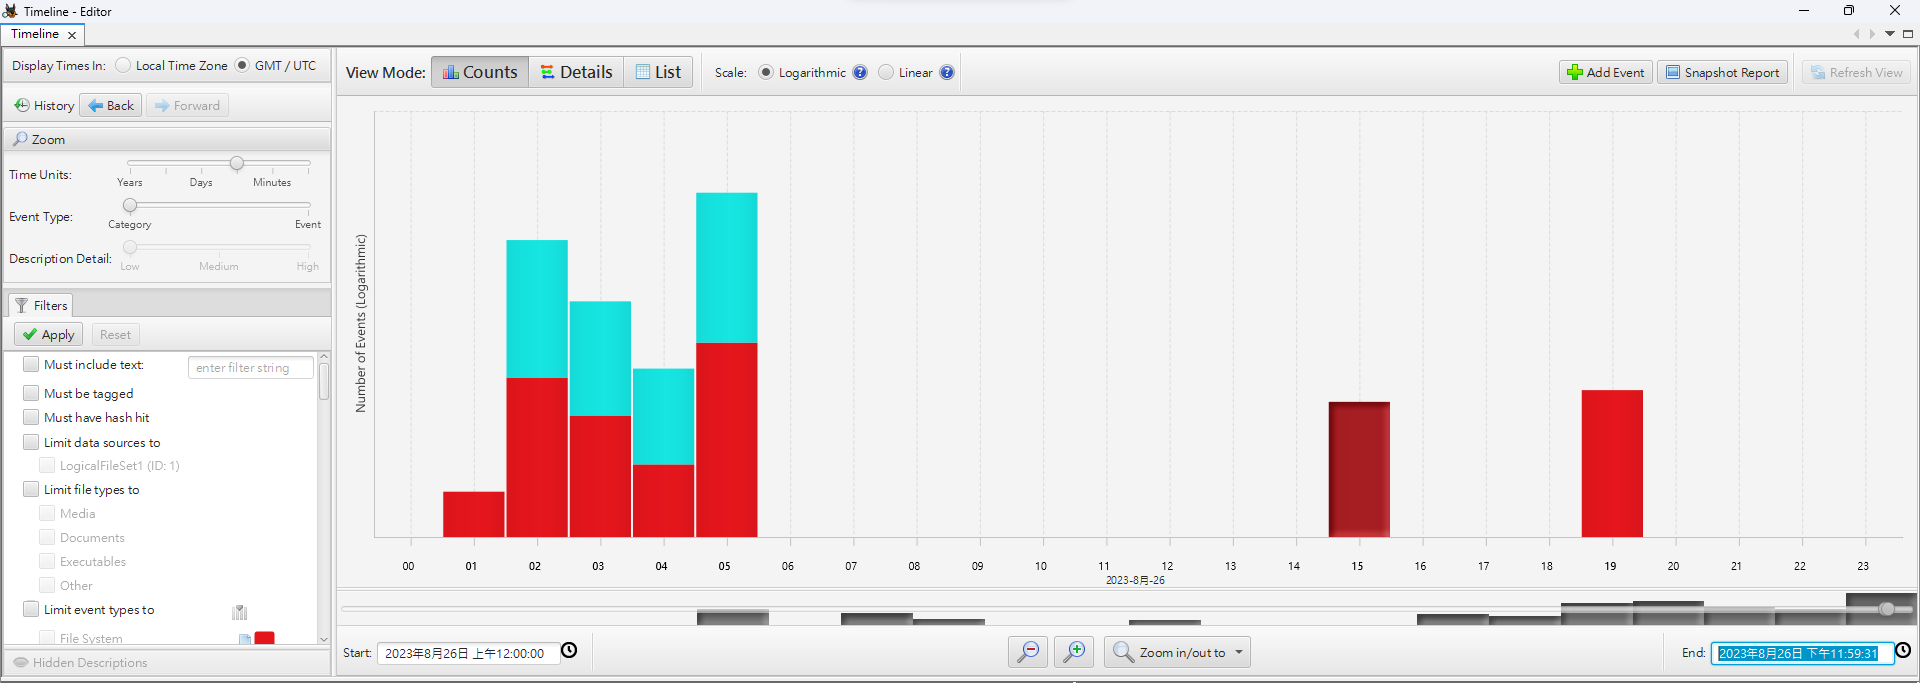 Timeline - Editor
Timeline
Display Times In: Local Time Zone GMT / UTC
View Mode: Counts Details List Scale: Logarithmic Linear Add Event Snapshot Report Refresh View
History Back Forward
Zoom
Time Units:
Years Days Minutes
Event Type:
Category Event
Description Detail:
Low Medium High
Filters
Apply Reset
Must include text: enter filter string
Must be tagged
Must have hash hit
Limit data sources to
LogicalFileSet1 (ID: 1)
Limit file types to
Media
Documents
Executables
Other
Limit event types to
File System
Hidden Descriptions
Number of Events (Logarithmic)
00 01 02 03 04 05 06 07 08 09 10 11 12 13 14 15 16 17 18 19 20 21 22 23
2023-8月-26
Start: 2023年8月26日 上午12:00:00 Zoom in/out to End: 2023年8月26日 下午11:59:31